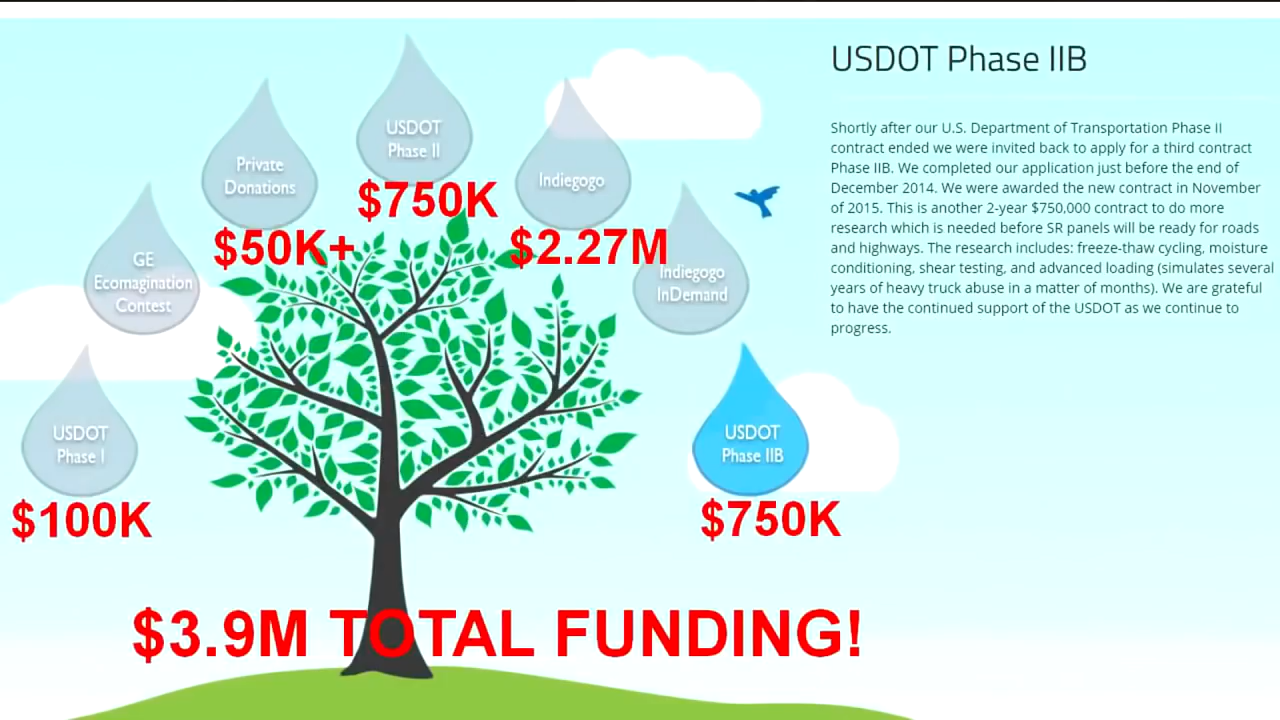 USDOT Phase IIB
Shortly after our U.S. Department of Transportation Phase II
contract ended we were invited back to apply for a third contract
Phase IIB. We completed our application just before the end of
December 2014. We were awarded the new contract in November
of 2015. This is another 2-year $750,000 contract to do more
research which is needed before SR panels will be ready for roads
and highways. The research includes: freeze-thaw cycling, moisture
conditioning, shear testing, and advanced loading (simulates several
years of heavy truck abuse in a matter of months). We are grateful
to have the continued support of the USDOT as we continue to
progress.
USDOT
Phase I
$100K
GE
Ecomagination
Contest
Private
Donations
$50K+
USDOT
Phase II
$750K
Indiegogo
$2.27M
Indiegogo
InDemand
USDOT
Phase IIB
$750K
$3.9M TOTAL FUNDING!